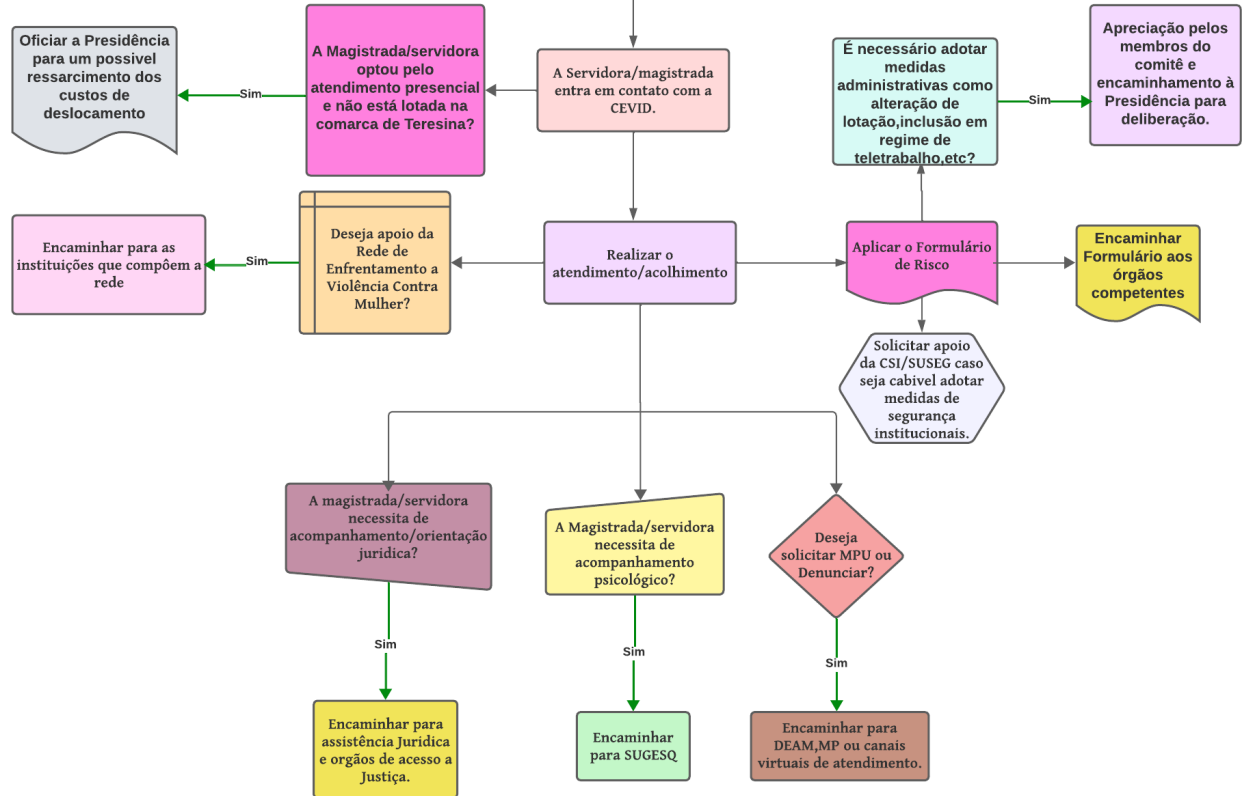 Oficiar a Presidência
para um possivel
ressarcimento dos
custos de
deslocamento
Sim
A Magistrada/servidora
optou pelo
atendimento presencial
e não está lotada na
comarca de Teresina?
A Servidora/magistrada
entra em contato com a
CEVID.
É necessário adotar
medidas
administrativas como
alteração de
lotação,inclusão em
regime de
teletrabalho,etc?
Sim
Apreciação pelos
membros do
comitê e
encaminhamento à
Presidência para
deliberação.
Encaminhar para as
instituições que compôem a
rede
Sim
Deseja apoio da
Rede de
Enfrentamento a
Violência Contra
Mulher?
Realizar o
atendimento/acolhimento
Aplicar o Formulário
de Risco
Encaminhar
Formulário aos
órgãos
competentes
Solicitar apoio
da CSI/SUSEG caso
seja cabivel adotar
medidas de
segurança
institucionais.
A magistrada/servidora
necessita de
acompanhamento/orientação
juridica?
A Magistrada/servidora
necessita de
acompanhamento
psicológico?
Deseja
solicitar MPU ou
Denunciar?
Sim
Sim
Sim
Encaminhar para
assistência Juridica
e orgãos de acesso a
Justiça.
Encaminhar
para SUGESQ
Encaminhar para
DEAM,MP ou canais
virtuais de atendimento.